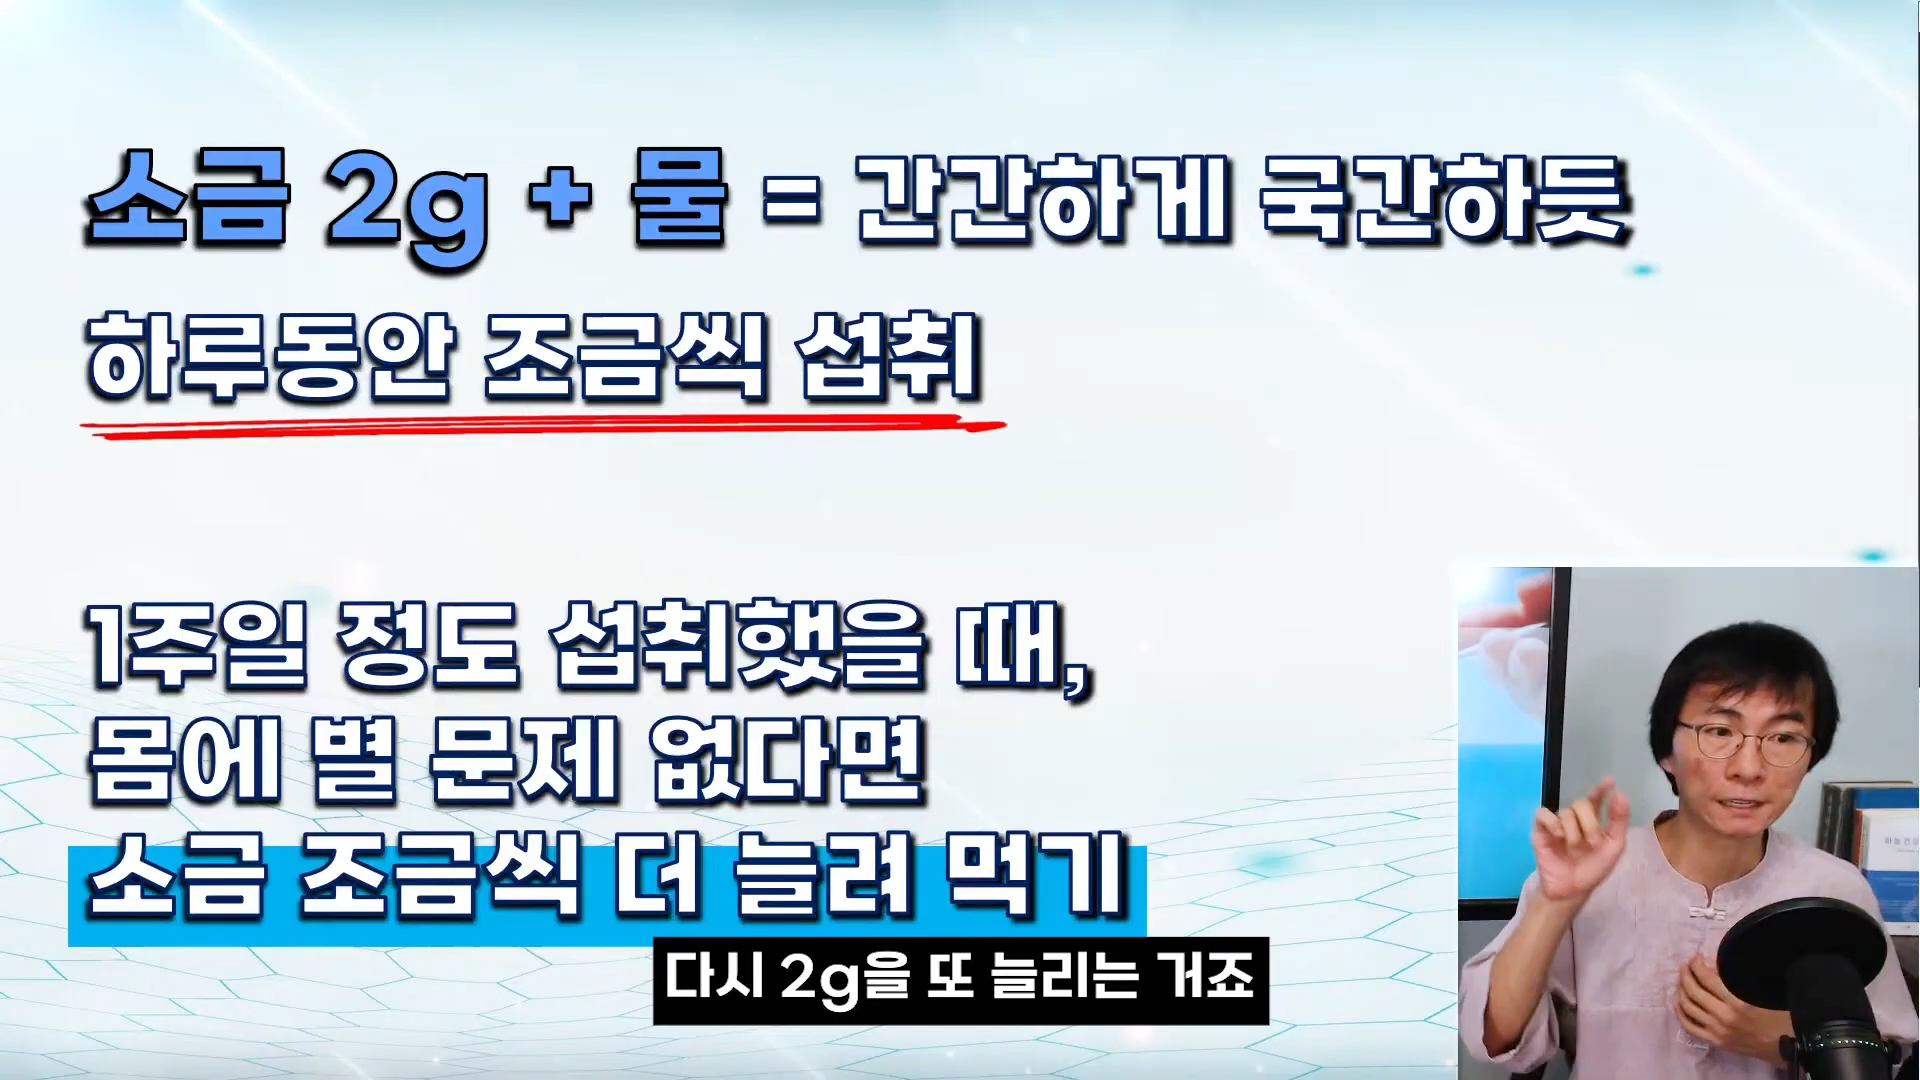 소금 2g + 물 = 간간하게 국간하듯
하루동안 조금씩 섭취
1주일 정도 섭취했을 때,
몸에 별 문제 없다면
소금 조금씩 더 늘려 먹기
다시 2g을 또 늘리는 거죠